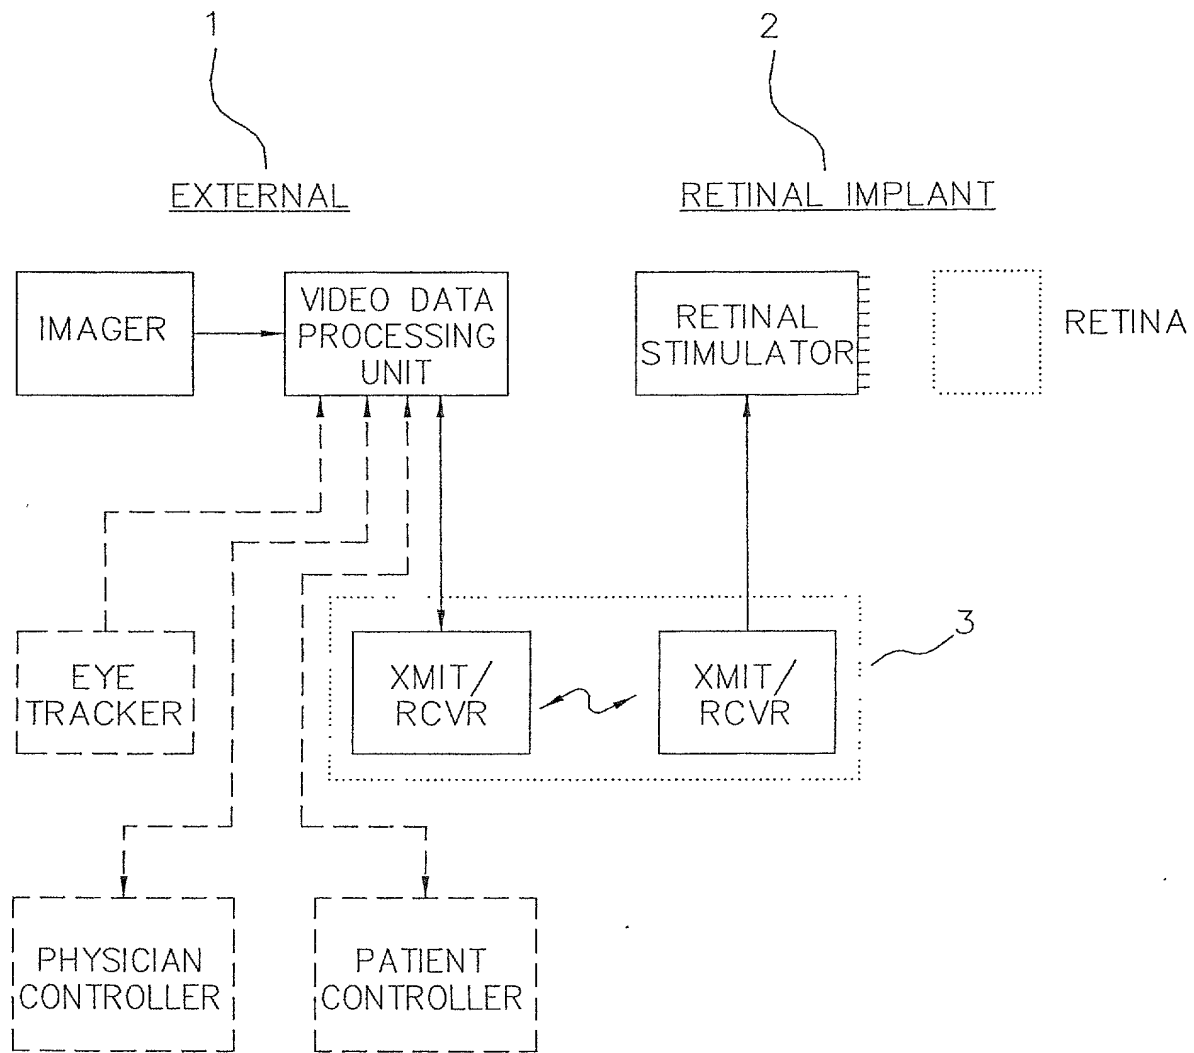 1
2
EXTERNAL
RETINAL IMPLANT
IMAGER
VIDEO DATA
PROCESSING
UNIT
RETINAL
STIMULATOR
RETINA
3
EYE
TRACKER
XMIT/
RCVR
XMIT/
RCVR
PHYSICIAN
CONTROLLER
PATIENT
CONTROLLER